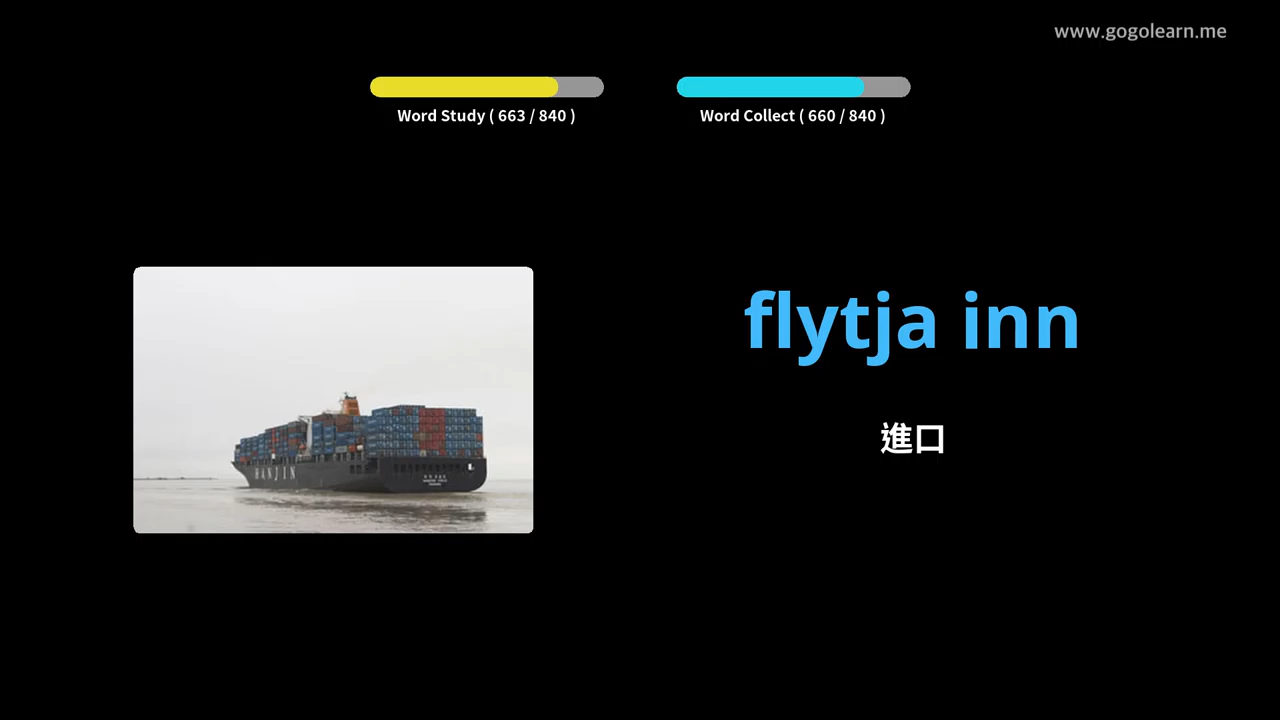 www.gogolearn.me
Word Study ( 663 / 840 )
Word Collect ( 660 / 840 )
flytja inn
進口
HANJIN